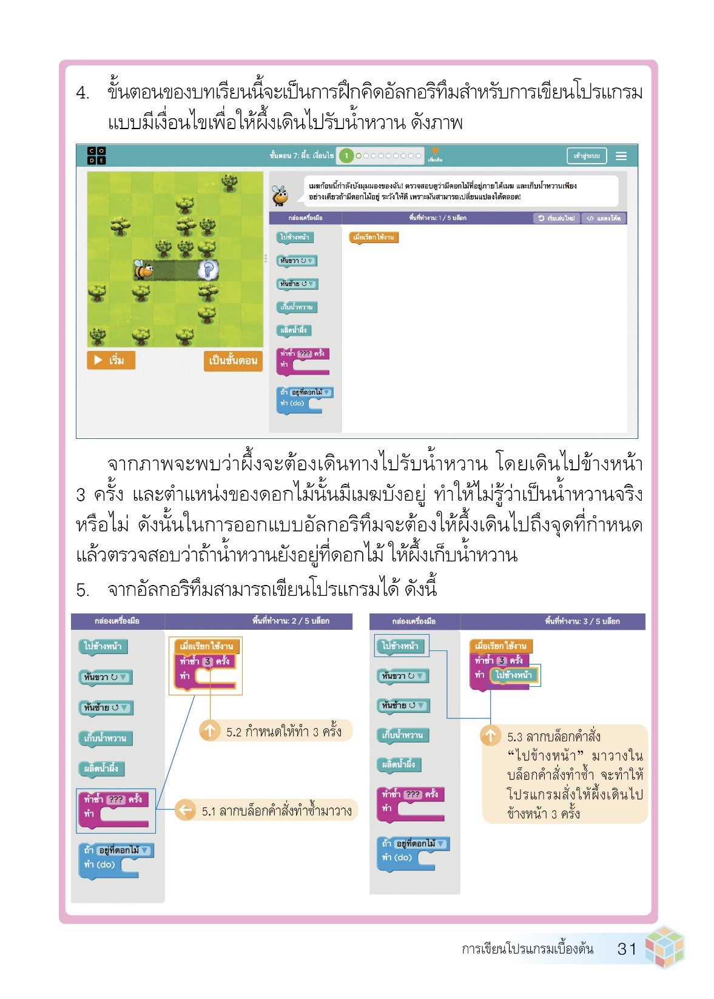 4. ขั้นตอนของบทเรียนนี้จะเป็นการฝึกคิดอัลกอริทึมสำหรับการเขียนโปรแกรม
แบบมีเงื่อนไขเพื่อให้ผึ้งเดินไปรับน้ำหวาน ดังภาพ
CODE
ขั้นตอน 7: ผึ้ง: เงื่อนไข 1 เพิ่มเติม เข้าสู่ระบบ
เมฆก้อนนี้กำลังบังมุมมองของฉัน! ตรวจสอบดูว่ามีดอกไม้ที่อยู่ภายใต้เมฆ และเก็บน้ำหวานเพียง
อย่างเดียวถ้ามีดอกไม้อยู่ ระวังให้ดี เพราะมันสามารถเปลี่ยนแปลงได้ตลอด!
กล่องเครื่องมือ พื้นที่ทำงาน: 1 / 5 บล็อก เริ่มเล่นใหม่ </> แสดงโค้ด
ไปข้างหน้า เมื่อเรียกใช้งาน
หันขวา ↻
หันซ้าย ↺
เก็บน้ำหวาน
ผลิตน้ำผึ้ง
ทำซ้ำ ??? ครั้ง
ทำ
ถ้า อยู่ที่ดอกไม้
ทำ (do)
?
เริ่ม เป็นขั้นตอน
จากภาพจะพบว่าผึ้งจะต้องเดินทางไปรับน้ำหวาน โดยเดินไปข้างหน้า
3 ครั้ง และตำแหน่งของดอกไม้นั้นมีเมฆบังอยู่ ทำให้ไม่รู้ว่าเป็นน้ำหวานจริง
หรือไม่ ดังนั้นในการออกแบบอัลกอริทึมจะต้องให้ผึ้งเดินไปถึงจุดที่กำหนด
แล้วตรวจสอบว่าถ้าน้ำหวานยังอยู่ที่ดอกไม้ ให้ผึ้งเก็บน้ำหวาน
5. จากอัลกอริทึมสามารถเขียนโปรแกรมได้ ดังนี้
กล่องเครื่องมือ พื้นที่ทำงาน: 2 / 5 บล็อก
ไปข้างหน้า
หันขวา ↻
หันซ้าย ↺
เก็บน้ำหวาน
ผลิตน้ำผึ้ง
ทำซ้ำ ??? ครั้ง
ทำ
ถ้า อยู่ที่ดอกไม้
ทำ (do)
เมื่อเรียกใช้งาน
ทำซ้ำ 3 ครั้ง
ทำ
5.2 กำหนดให้ทำ 3 ครั้ง
5.1 ลากบล็อกคำสั่งทำซ้ำมาวาง
กล่องเครื่องมือ พื้นที่ทำงาน: 3 / 5 บล็อก
ไปข้างหน้า
หันขวา ↻
หันซ้าย ↺
เก็บน้ำหวาน
ผลิตน้ำผึ้ง
ทำซ้ำ ??? ครั้ง
ทำ
ถ้า อยู่ที่ดอกไม้
ทำ (do)
เมื่อเรียกใช้งาน
ทำซ้ำ 3 ครั้ง
ทำ ไปข้างหน้า
5.3 ลากบล็อกคำสั่ง
“ไปข้างหน้า” มาวางใน
บล็อกคำสั่งทำซ้ำ จะทำให้
โปรแกรมสั่งให้ผึ้งเดินไป
ข้างหน้า 3 ครั้ง
การเขียนโปรแกรมเบื้องต้น 31